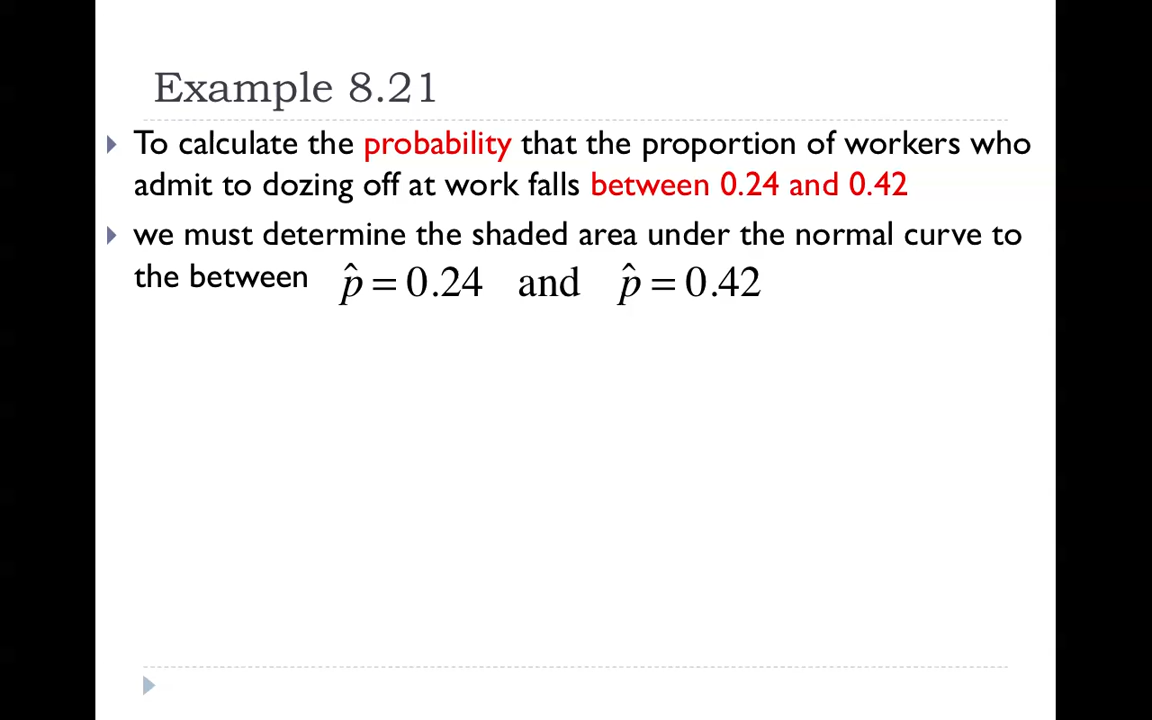 Example 8.21
To calculate the probability that the proportion of workers who
admit to dozing off at work falls between 0.24 and 0.42
we must determine the shaded area under the normal curve to
the between p̂ = 0.24 and p̂ = 0.42